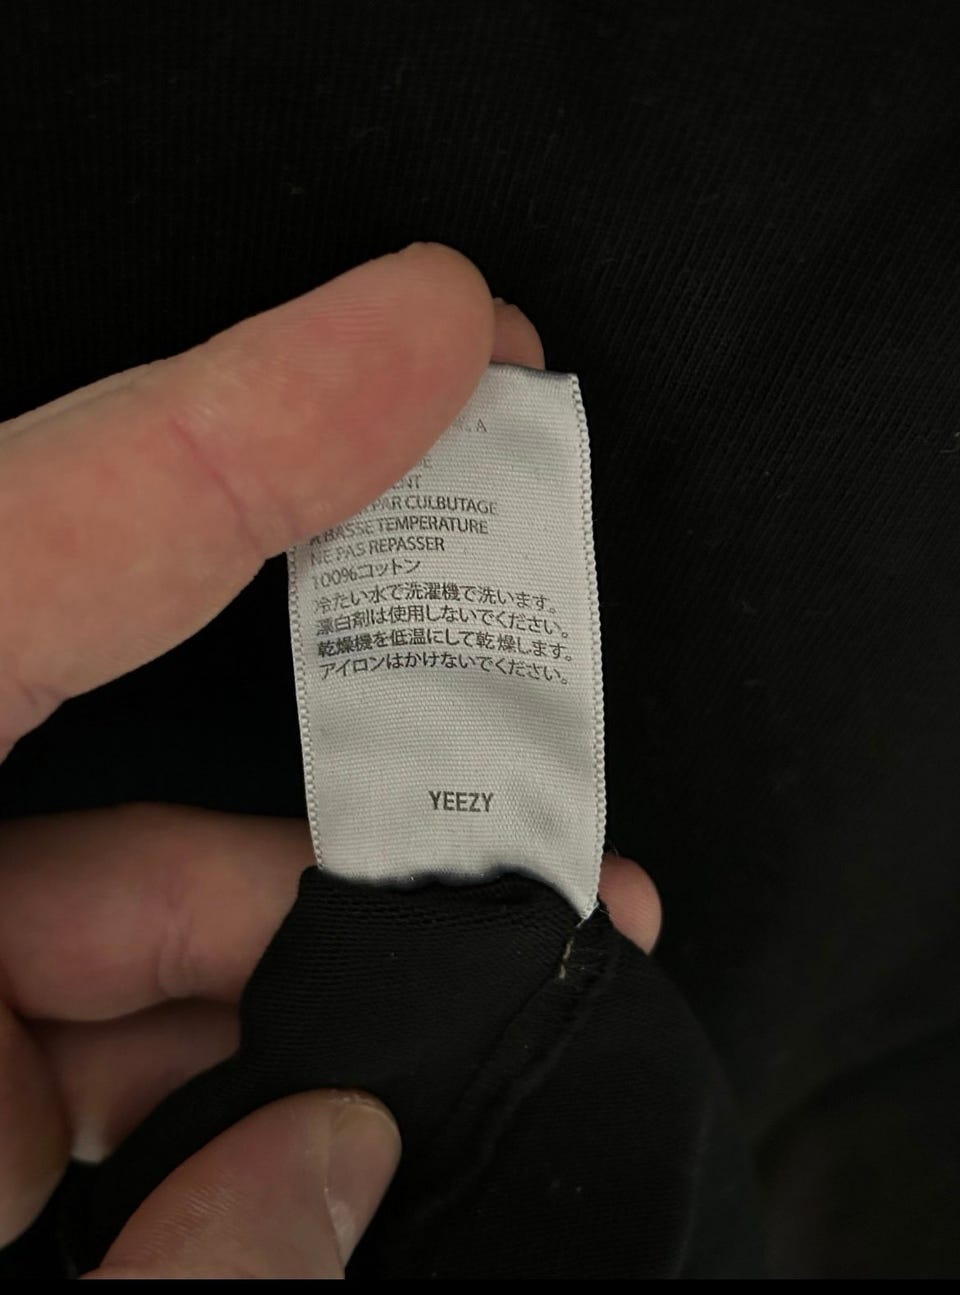 A
ENT
PAR CULBUTAGE
A BASSE TEMPERATURE
NE PAS REPASSER
100%コットン
冷たい水で洗濯機で洗います。
漂白剤は使用しないでください。
乾燥機を低温にして乾燥します。
アイロンはかけないでください。
YEEZY